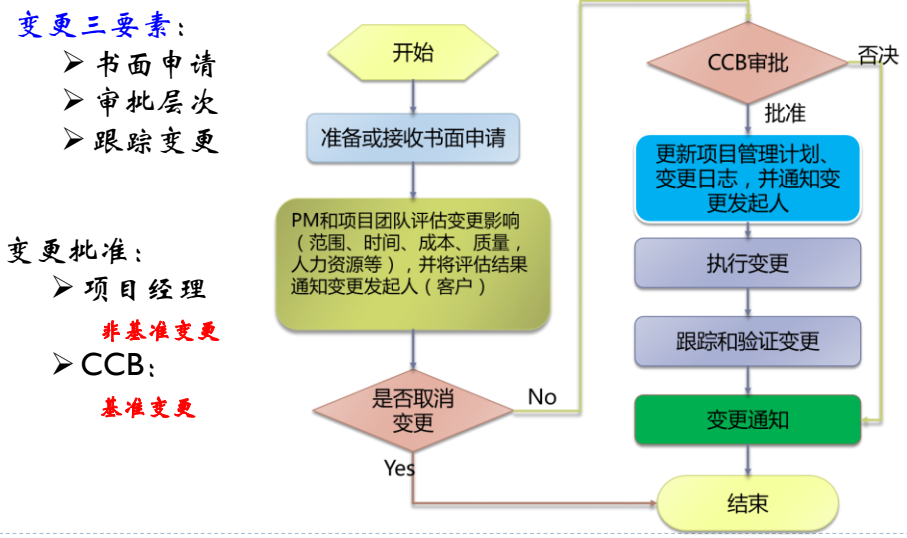 变更三要素：
➢ 书面申请
➢ 审批层次
➢ 跟踪变更
变更批准：
➢ 项目经理
非基准变更
➢ CCB：
基准变更
开始
准备或接收书面申请
PM和项目团队评估变更影响
（范围、时间、成本、质量，
人力资源等），并将评估结果
通知变更发起人（客户）
是否取消
变更
No
Yes
CCB审批
否决
批准
更新项目管理计划、
变更日志，并通知变
更发起人
执行变更
跟踪和验证变更
变更通知
结束